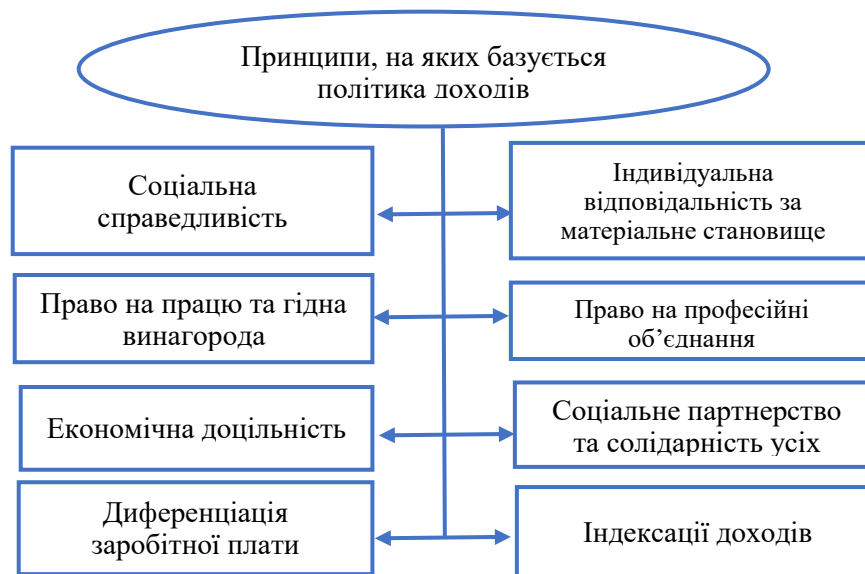 Принципи, на яких базується
політика доходів
Соціальна
справедливість
Індивідуальна
відповідальність за
матеріальне становище
Право на працю та гідна
винагорода
Право на професійні
об’єднання
Економічна доцільність
Соціальне партнерство
та солідарність усіх
Диференціація
заробітної плати
Індексації доходів